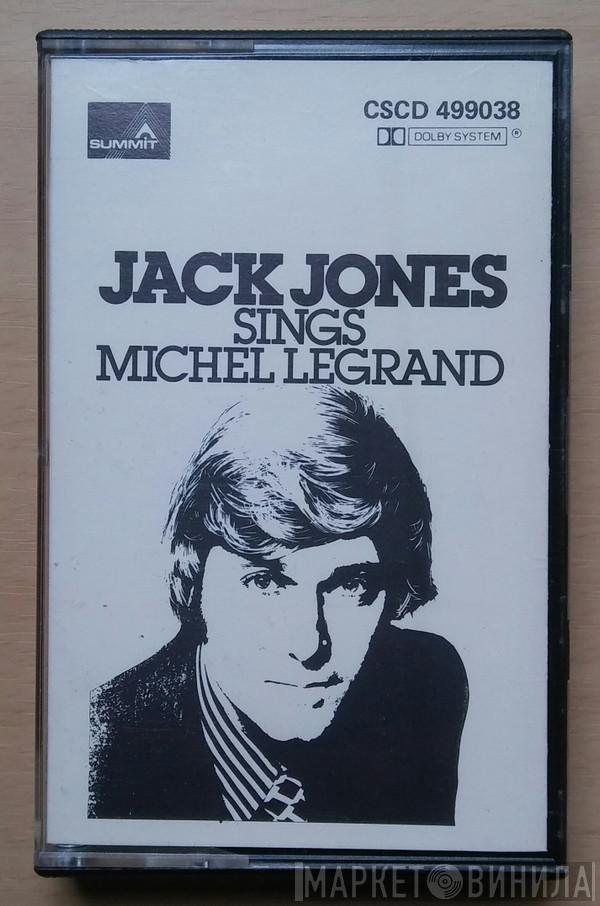 SUMMIT
CSCD 499038
DOLBY SYSTEM ®
JACK JONES
SINGS
MICHEL LEGRAND
МАРКЕТ ВИНИЛА